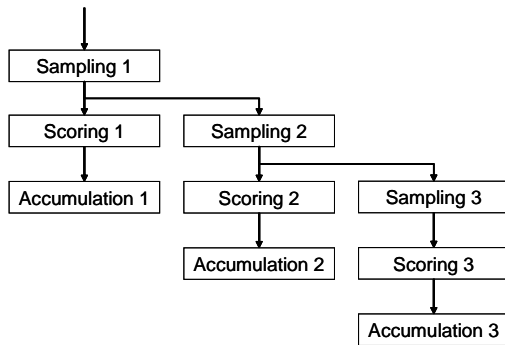 Sampling 1
Scoring 1
Sampling 2
Accumulation 1
Scoring 2
Sampling 3
Accumulation 2
Scoring 3
Accumulation 3